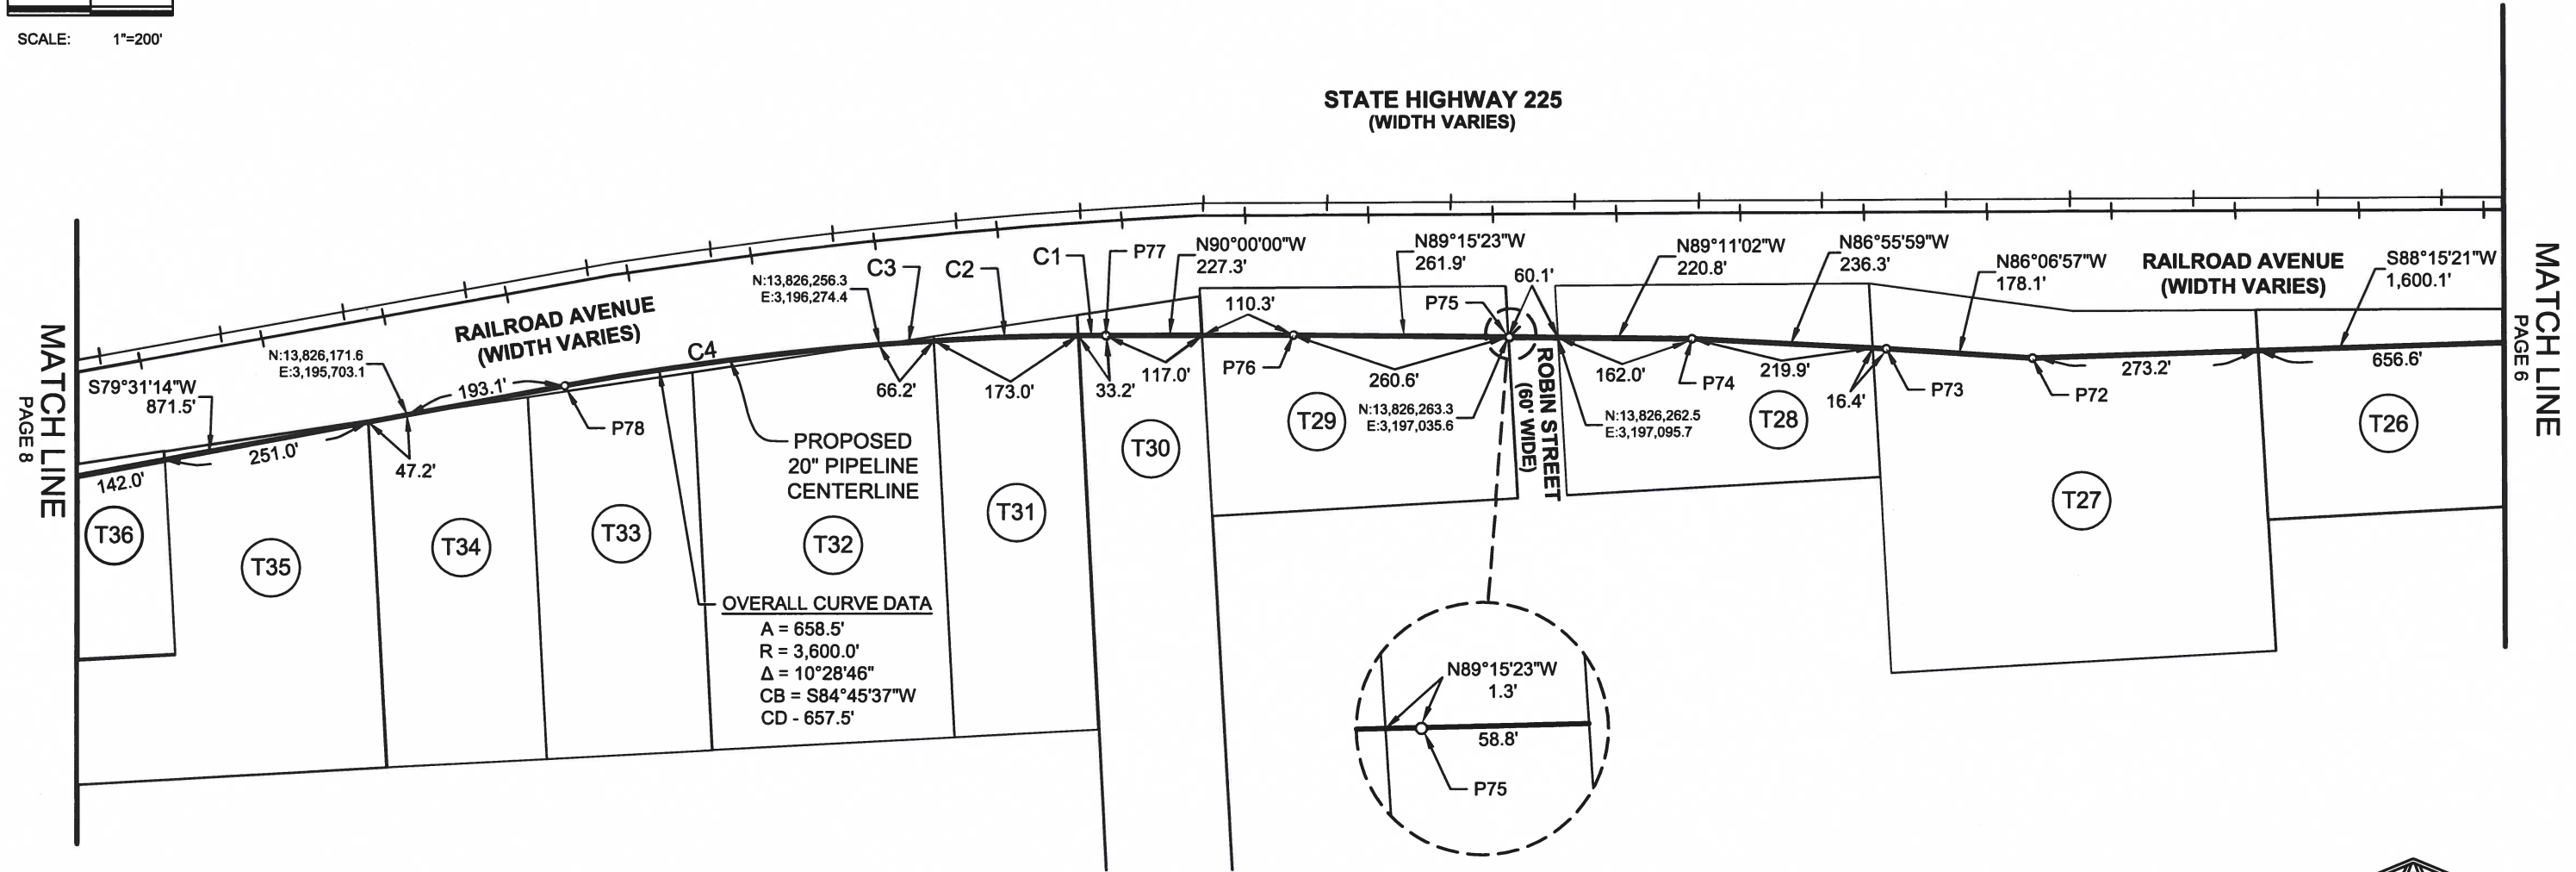 SCALE: 1"=200'
STATE HIGHWAY 225
(WIDTH VARIES)
MATCH LINE
PAGE 8
MATCH LINE
PAGE 6
RAILROAD AVENUE
(WIDTH VARIES)
RAILROAD AVENUE
(WIDTH VARIES)
S79°31'14"W
871.5'
142.0'
251.0'
47.2'
N:13,826,171.6
E:3,195,703.1
193.1'
P78
C4
N:13,826,256.3
E:3,196,274.4
C3
C2
C1
P77
66.2'
173.0'
33.2'
117.0'
N90°00'00"W
227.3'
110.3'
P76
N89°15'23"W
261.9'
260.6'
P75
60.1'
N:13,826,263.3
E:3,197,035.6
ROBIN STREET
(60' WIDE)
N:13,826,262.5
E:3,197,095.7
N89°11'02"W
220.8'
162.0'
P74
N86°55'59"W
236.3'
219.9'
16.4'
P73
N86°06'57"W
178.1'
P72
273.2'
S88°15'21"W
1,600.1'
656.6'
PROPOSED
20" PIPELINE
CENTERLINE
T36
T35
T34
T33
T32
T31
T30
T29
T28
T27
T26
OVERALL CURVE DATA
A = 658.5'
R = 3,600.0'
Δ = 10°28'46"
CB = S84°45'37"W
CD - 657.5'
N89°15'23"W
1.3'
58.8'
P75